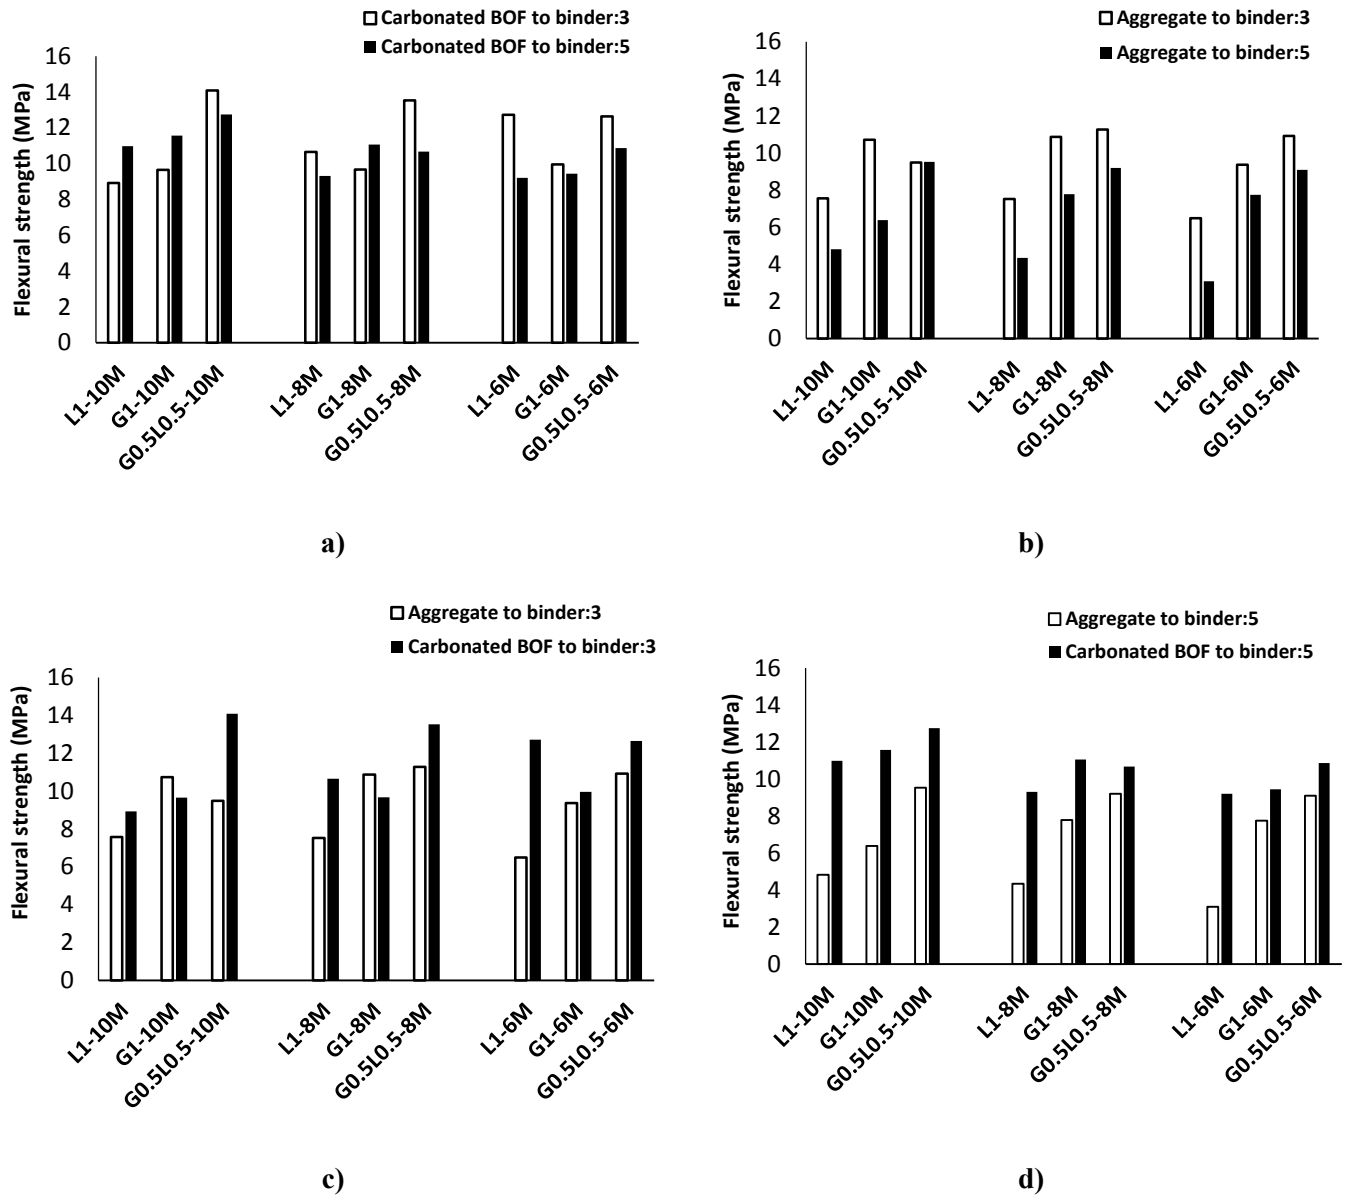 Carbonated BOF to binder:3
Carbonated BOF to binder:5
Flexural strength (MPa)
16
14
12
10
8
6
4
2
0
L1-10M
G1-10M
G0.5L0.5-10M
L1-8M
G1-8M
G0.5L0.5-8M
L1-6M
G1-6M
G0.5L0.5-6M
a)
Aggregate to binder:3
Aggregate to binder:5
Flexural strength (MPa)
16
14
12
10
8
6
4
2
0
L1-10M
G1-10M
G0.5L0.5-10M
L1-8M
G1-8M
G0.5L0.5-8M
L1-6M
G1-6M
G0.5L0.5-6M
b)
Aggregate to binder:3
Carbonated BOF to binder:3
Flexural strength (MPa)
16
14
12
10
8
6
4
2
0
L1-10M
G1-10M
G0.5L0.5-10M
L1-8M
G1-8M
G0.5L0.5-8M
L1-6M
G1-6M
G0.5L0.5-6M
c)
Aggregate to binder:5
Carbonated BOF to binder:5
Flexural strength (MPa)
16
14
12
10
8
6
4
2
0
L1-10M
G1-10M
G0.5L0.5-10M
L1-8M
G1-8M
G0.5L0.5-8M
L1-6M
G1-6M
G0.5L0.5-6M
d)